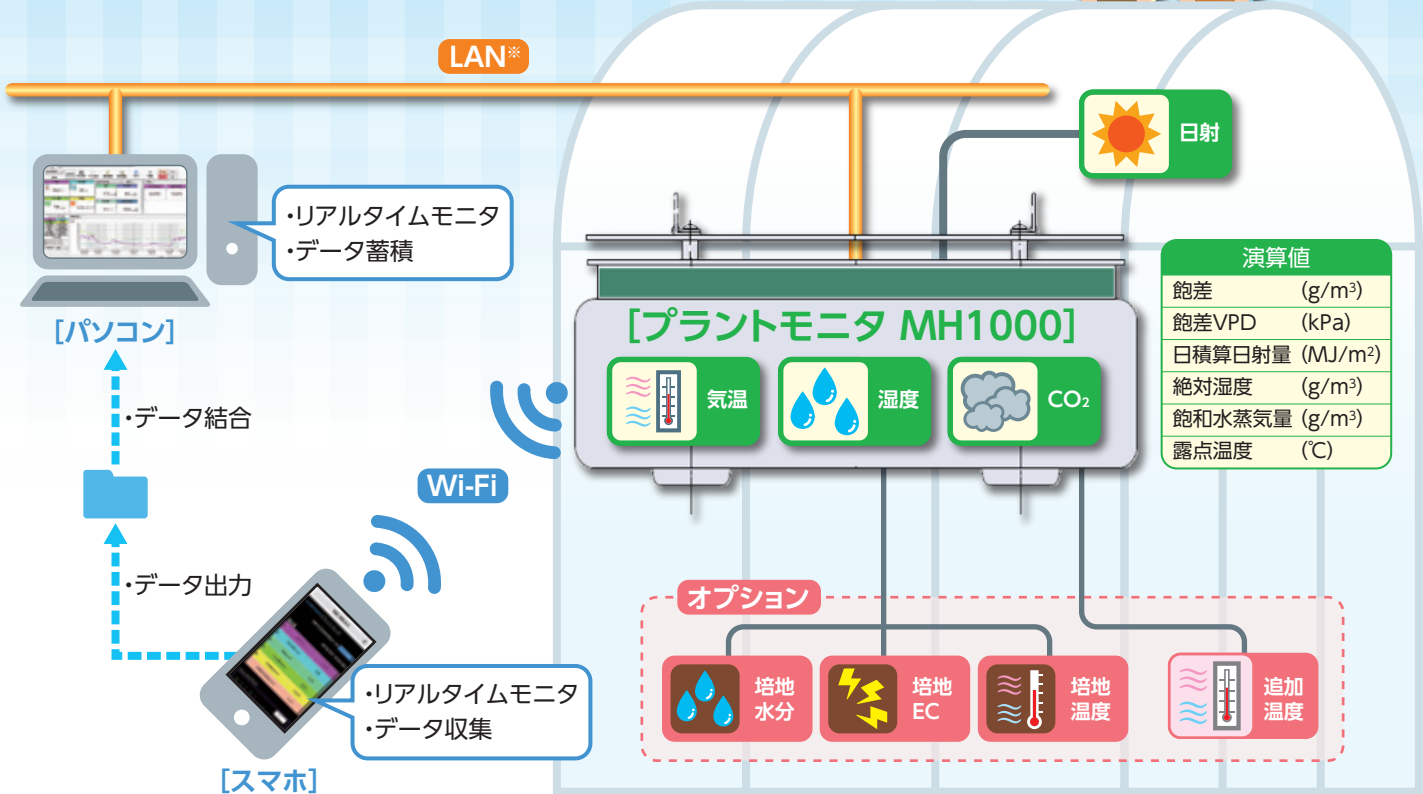 LAN※
日射
・リアルタイムモニタ
・データ蓄積
[パソコン]
[プラントモニタ MH1000]
気温
湿度
CO₂
演算値
飽差 (g/m³)
飽差VPD (kPa)
日積算日射量 (MJ/m²)
絶対湿度 (g/m³)
飽和水蒸気量 (g/m³)
露点温度 (℃)
・データ結合
Wi-Fi
・データ出力
・リアルタイムモニタ
・データ収集
[スマホ]
オプション
培地
水分
培地
EC
培地
温度
追加
温度